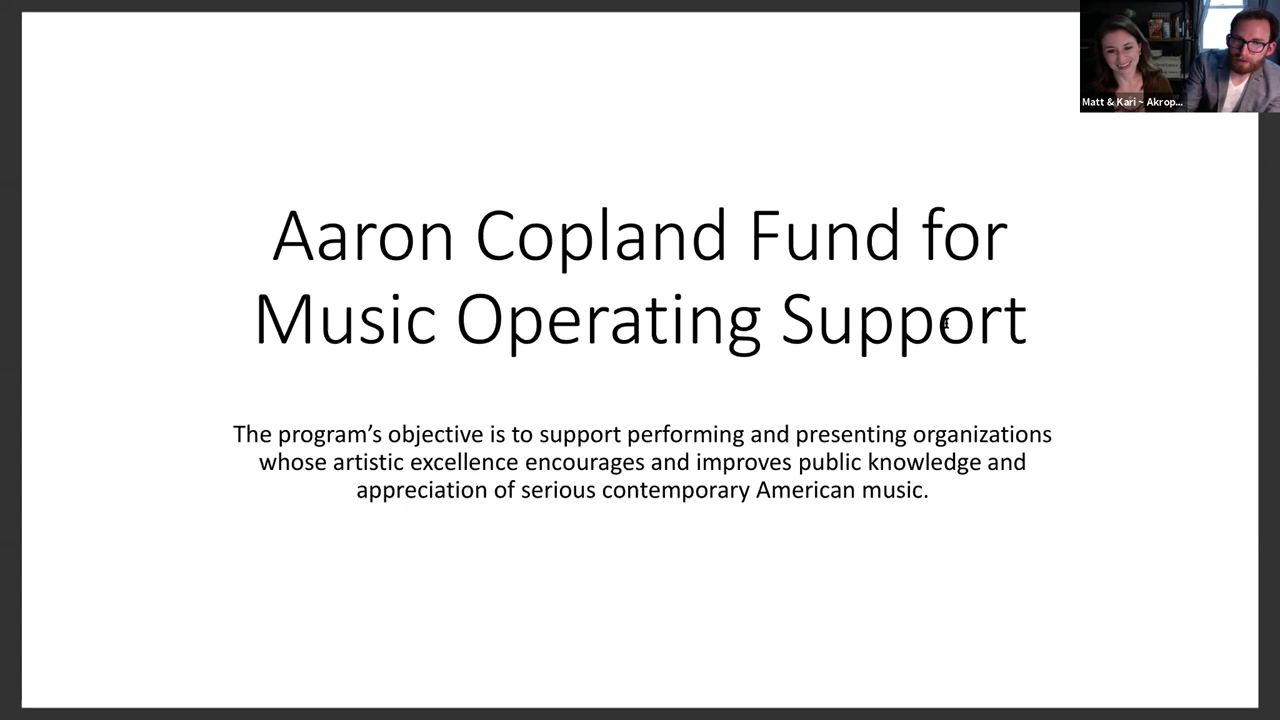 Matt & Kari ~ Akrop...
Aaron Copland Fund for
Music Operating Support
The program’s objective is to support performing and presenting organizations
whose artistic excellence encourages and improves public knowledge and
appreciation of serious contemporary American music.